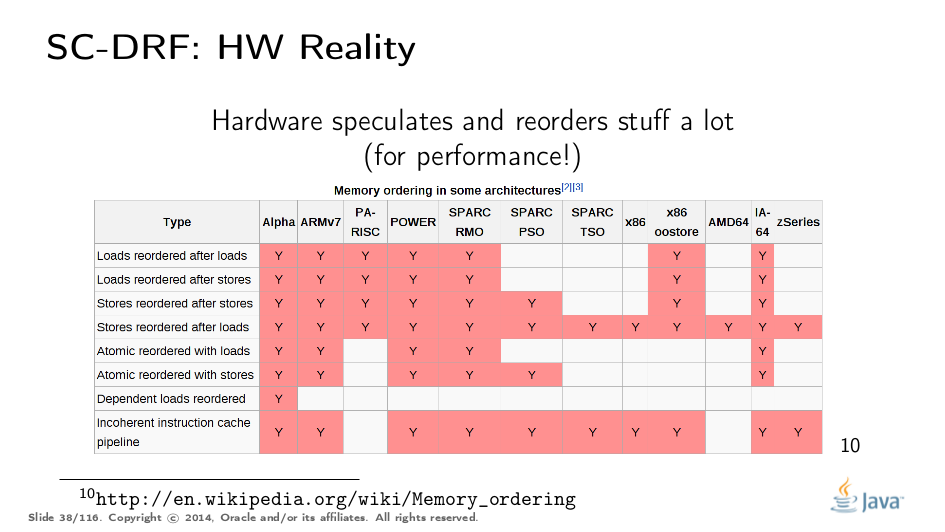 SC-DRF: HW Reality
Hardware speculates and reorders stuff a lot
(for performance!)
Memory ordering in some architectures[2][3]
Type Alpha ARMv7 PA-RISC POWER SPARC RMO SPARC PSO SPARC TSO x86 x86 oostore AMD64 IA-64 zSeries
Loads reordered after loads Y Y Y Y Y Y Y
Loads reordered after stores Y Y Y Y Y Y Y
Stores reordered after stores Y Y Y Y Y Y Y Y
Stores reordered after loads Y Y Y Y Y Y Y Y Y Y Y Y
Atomic reordered with loads Y Y Y Y Y
Atomic reordered with stores Y Y Y Y Y Y
Dependent loads reordered Y
Incoherent instruction cache pipeline Y Y Y Y Y Y Y Y Y Y
10
10http://en.wikipedia.org/wiki/Memory_ordering
Slide 38/116. Copyright © 2014, Oracle and/or its affiliates. All rights reserved.
Java